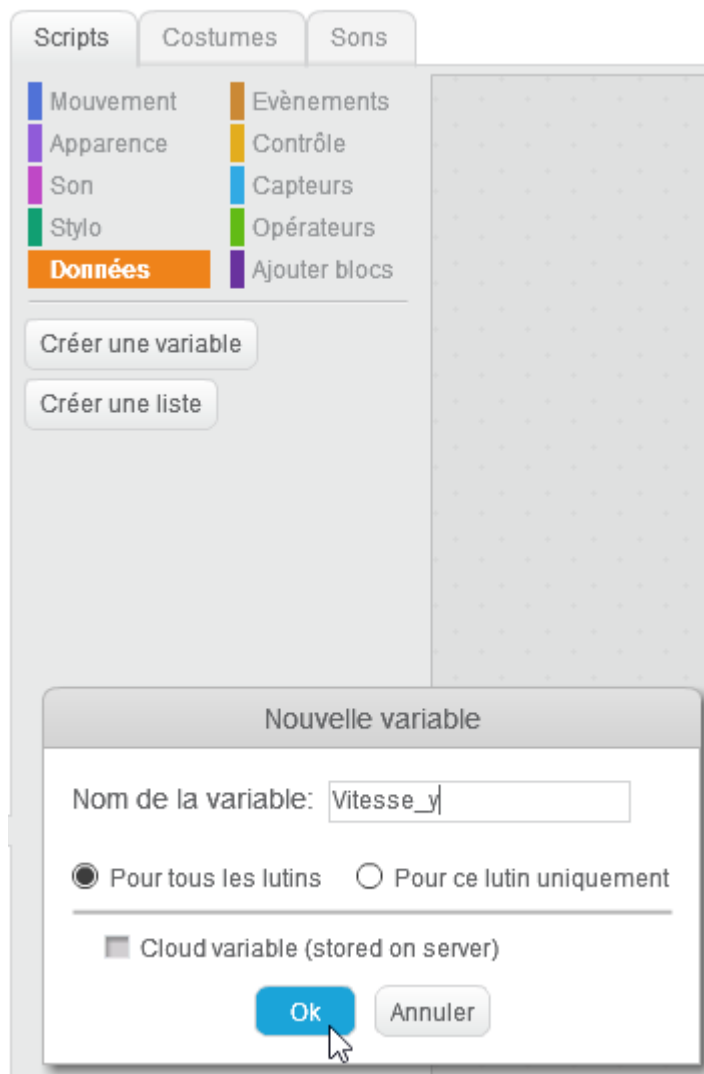 Scripts Costumes Sons
Mouvement Evènements
Apparence Contrôle
Son Capteurs
Stylo Opérateurs
Données Ajouter blocs
Créer une variable
Créer une liste
Nouvelle variable
Nom de la variable: Vitesse_y
Pour tous les lutins Pour ce lutin uniquement
Cloud variable (stored on server)
Ok Annuler